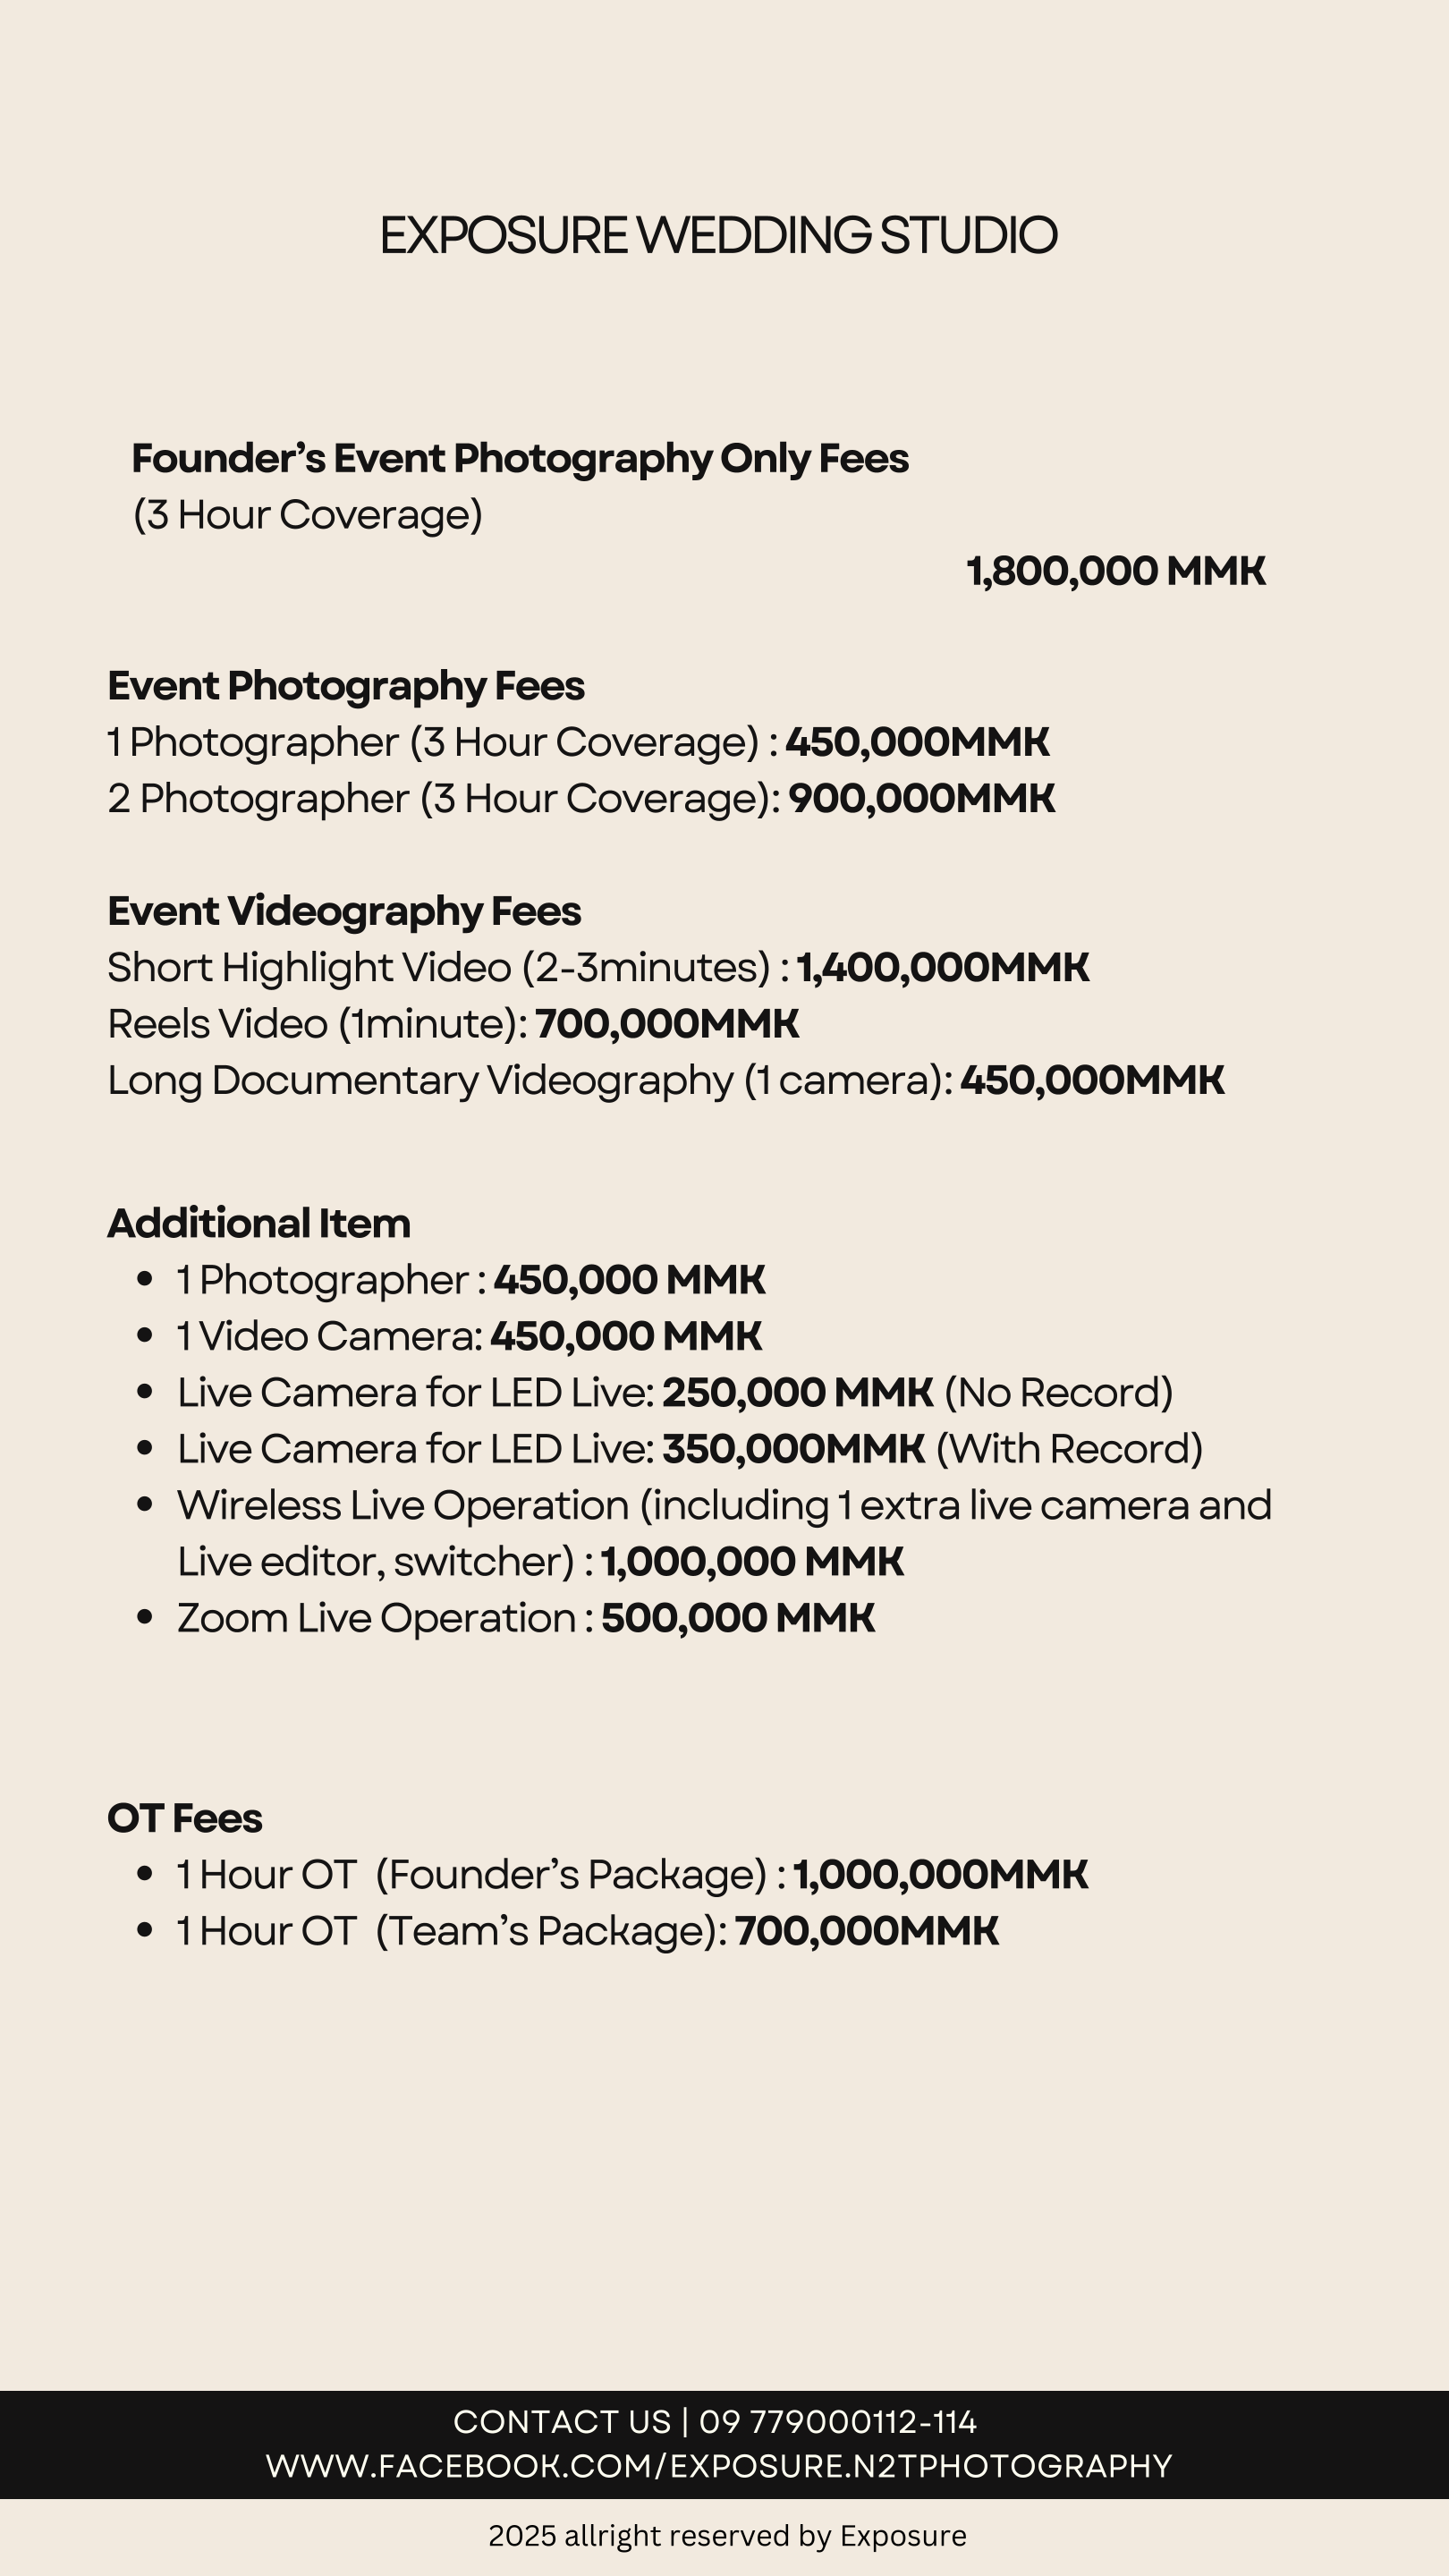 EXPOSURE WEDDING STUDIO
Founder's Event Photography Only Fees
(3 Hour Coverage)
1,800,000 MMK
Event Photography Fees
1 Photographer (3 Hour Coverage) : 450,000MMK
2 Photographer (3 Hour Coverage): 900,000MMK
Event Videography Fees
Short Highlight Video (2-3minutes) : 1,400,000MMK
Reels Video (1minute): 700,000MMK
Long Documentary Videography (1 camera): 450,000MMK
Additional Item
• 1 Photographer : 450,000 MMK
• 1 Video Camera: 450,000 MMK
• Live Camera for LED Live: 250,000 MMK (No Record)
• Live Camera for LED Live: 350,000MMK (With Record)
• Wireless Live Operation (including 1 extra live camera and
Live editor, switcher) : 1,000,000 MMK
• Zoom Live Operation : 500,000 MMK
OT Fees
• 1 Hour OT (Founder's Package) : 1,000,000MMK
• 1 Hour OT (Team's Package): 700,000MMK
CONTACT US | 09 779000112-114
WWW.FACEBOOK.COM/EXPOSURE.N2TPHOTOGRAPHY
2025 allright reserved by Exposure